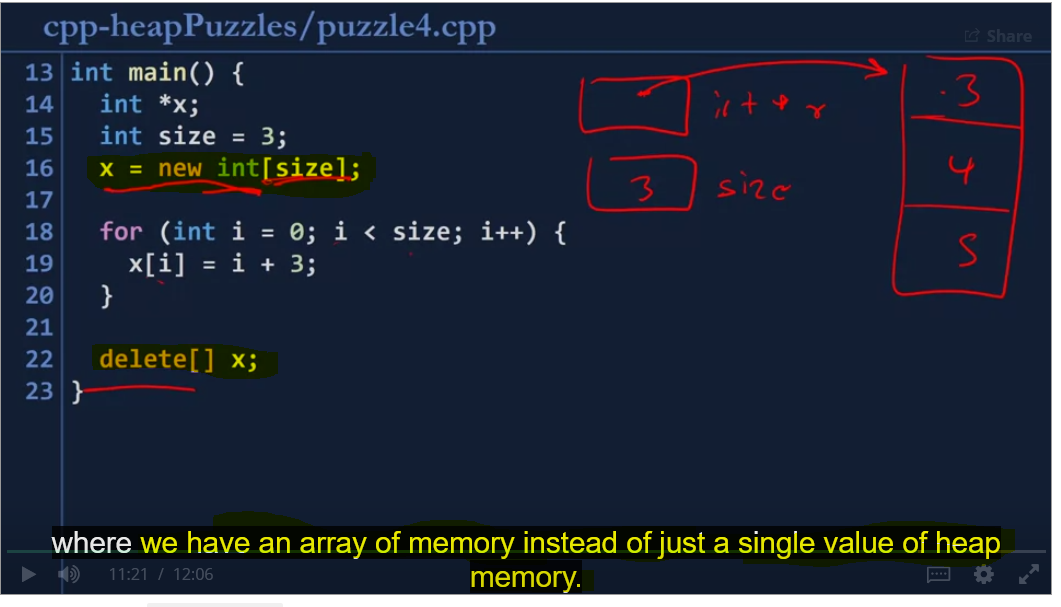 cpp-heapPuzzles/puzzle4.cpp
Share
13 int main() {
14 int *x;
15 int size = 3;
16 x = new int[size];
17
18 for (int i = 0; i < size; i++) {
19 x[i] = i + 3;
20 }
21
22 delete[] x;
23 }
3
size
3
4
5
where we have an array of memory instead of just a single value of heap
memory.
11:21 / 12:06